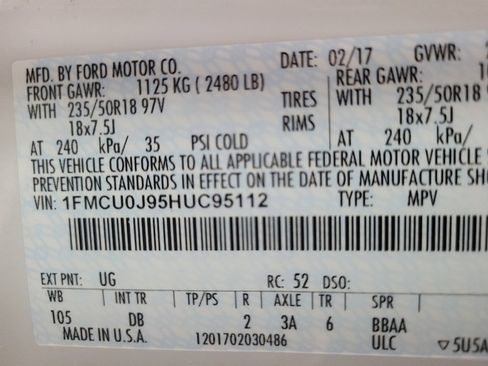 MFD. BY FORD MOTOR CO. DATE: 02/17 GVWR:
FRONT GAWR: 1125 KG ( 2480 LB) REAR GAWR:
WITH 235/50R18 97V TIRES WITH 235/50R18
18x7.5J RIMS 18x7.5J
AT 240 kPa/ 35 PSI COLD AT 240 kPa/
THIS VEHICLE CONFORMS TO ALL APPLICABLE FEDERAL MOTOR VEHICLE
PREVENTION STANDARDS IN EFFECT ON THE DATE OF MANUFACTURE SHO
VIN: 1FMCU0J95HUC95112 TYPE: MPV
EXT PNT: UG RC: 52 DSO:
WB INT TR TP/PS R AXLE TR SPR
105 DB 2 3A 6 BBAA
MADE IN U.S.A. 1201702030486 ULC ▽5U5A